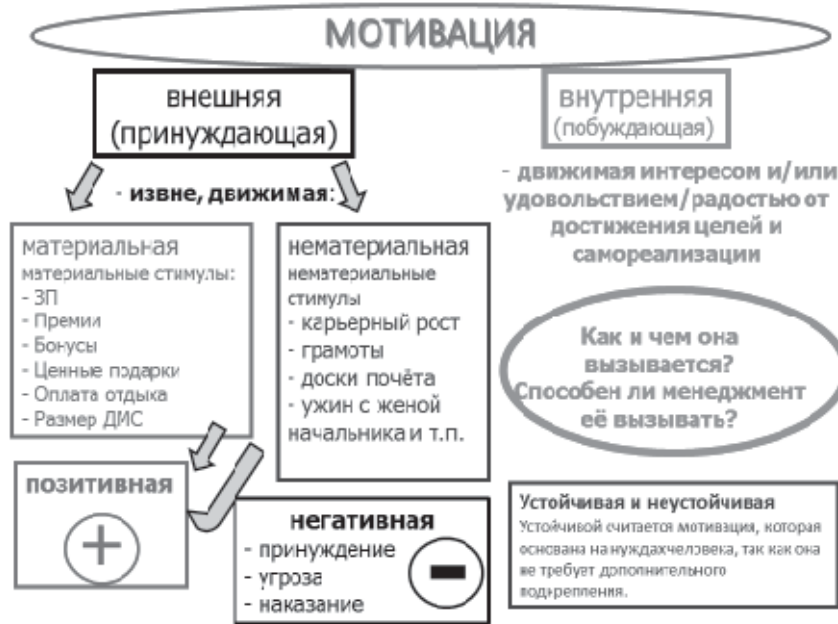 МОТИВАЦИЯ
внешняя
(принуждающая)
- извне, движимая:
материальная
материальные стимулы:
- ЗП
- Премии
- Бонусы
- Ценные подарки
- Оплата отдыха
- Размер ДИС
нематериальная
нематериальные
стимулы
- карьерный рост
- грамоты
- доски почёта
- ужин с женой
начальника и т.п.
позитивная
+
негативная
- принуждение
- угроза
- наказание
внутренняя
(побуждающая)
- движимая интересом и/или
удовольствием/радостью от
достижения целей и
самореализации
Как и чем она
вызывается?
Способен ли менеджмент
её вызывать?
Устойчивая и неустойчивая
Устойчивой считается мотивация, которая
основана на нуждах человека, так как она
не требует дополнительного
подкрепления.